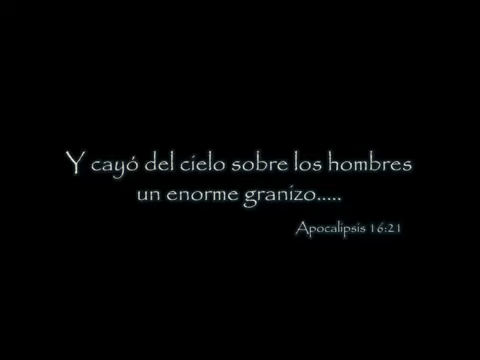 Y cayó del cielo sobre los hombres
un enorme granizo.....
Apocalipsis 16:21